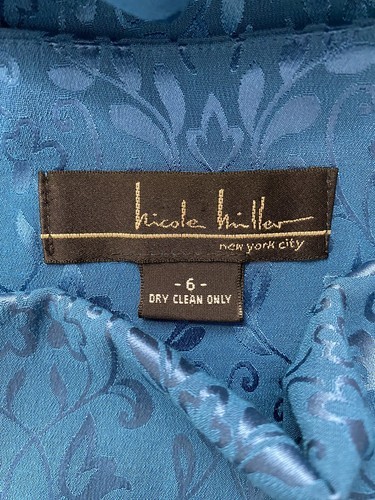 nicole miller
new york city
- 6 -
DRY CLEAN ONLY